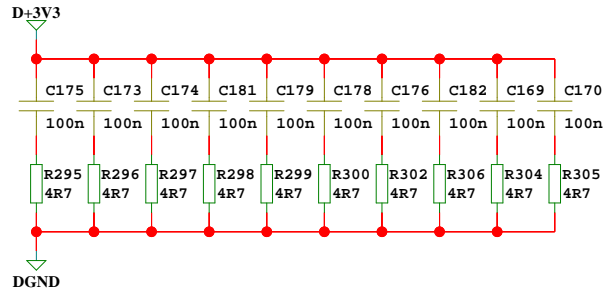 D+3V3
C175 C173 C174 C181 C179 C178 C176 C182 C169 C170
100n 100n 100n 100n 100n 100n 100n 100n 100n 100n
R295 R296 R297 R298 R299 R300 R302 R306 R304 R305
4R7 4R7 4R7 4R7 4R7 4R7 4R7 4R7 4R7 4R7
DGND